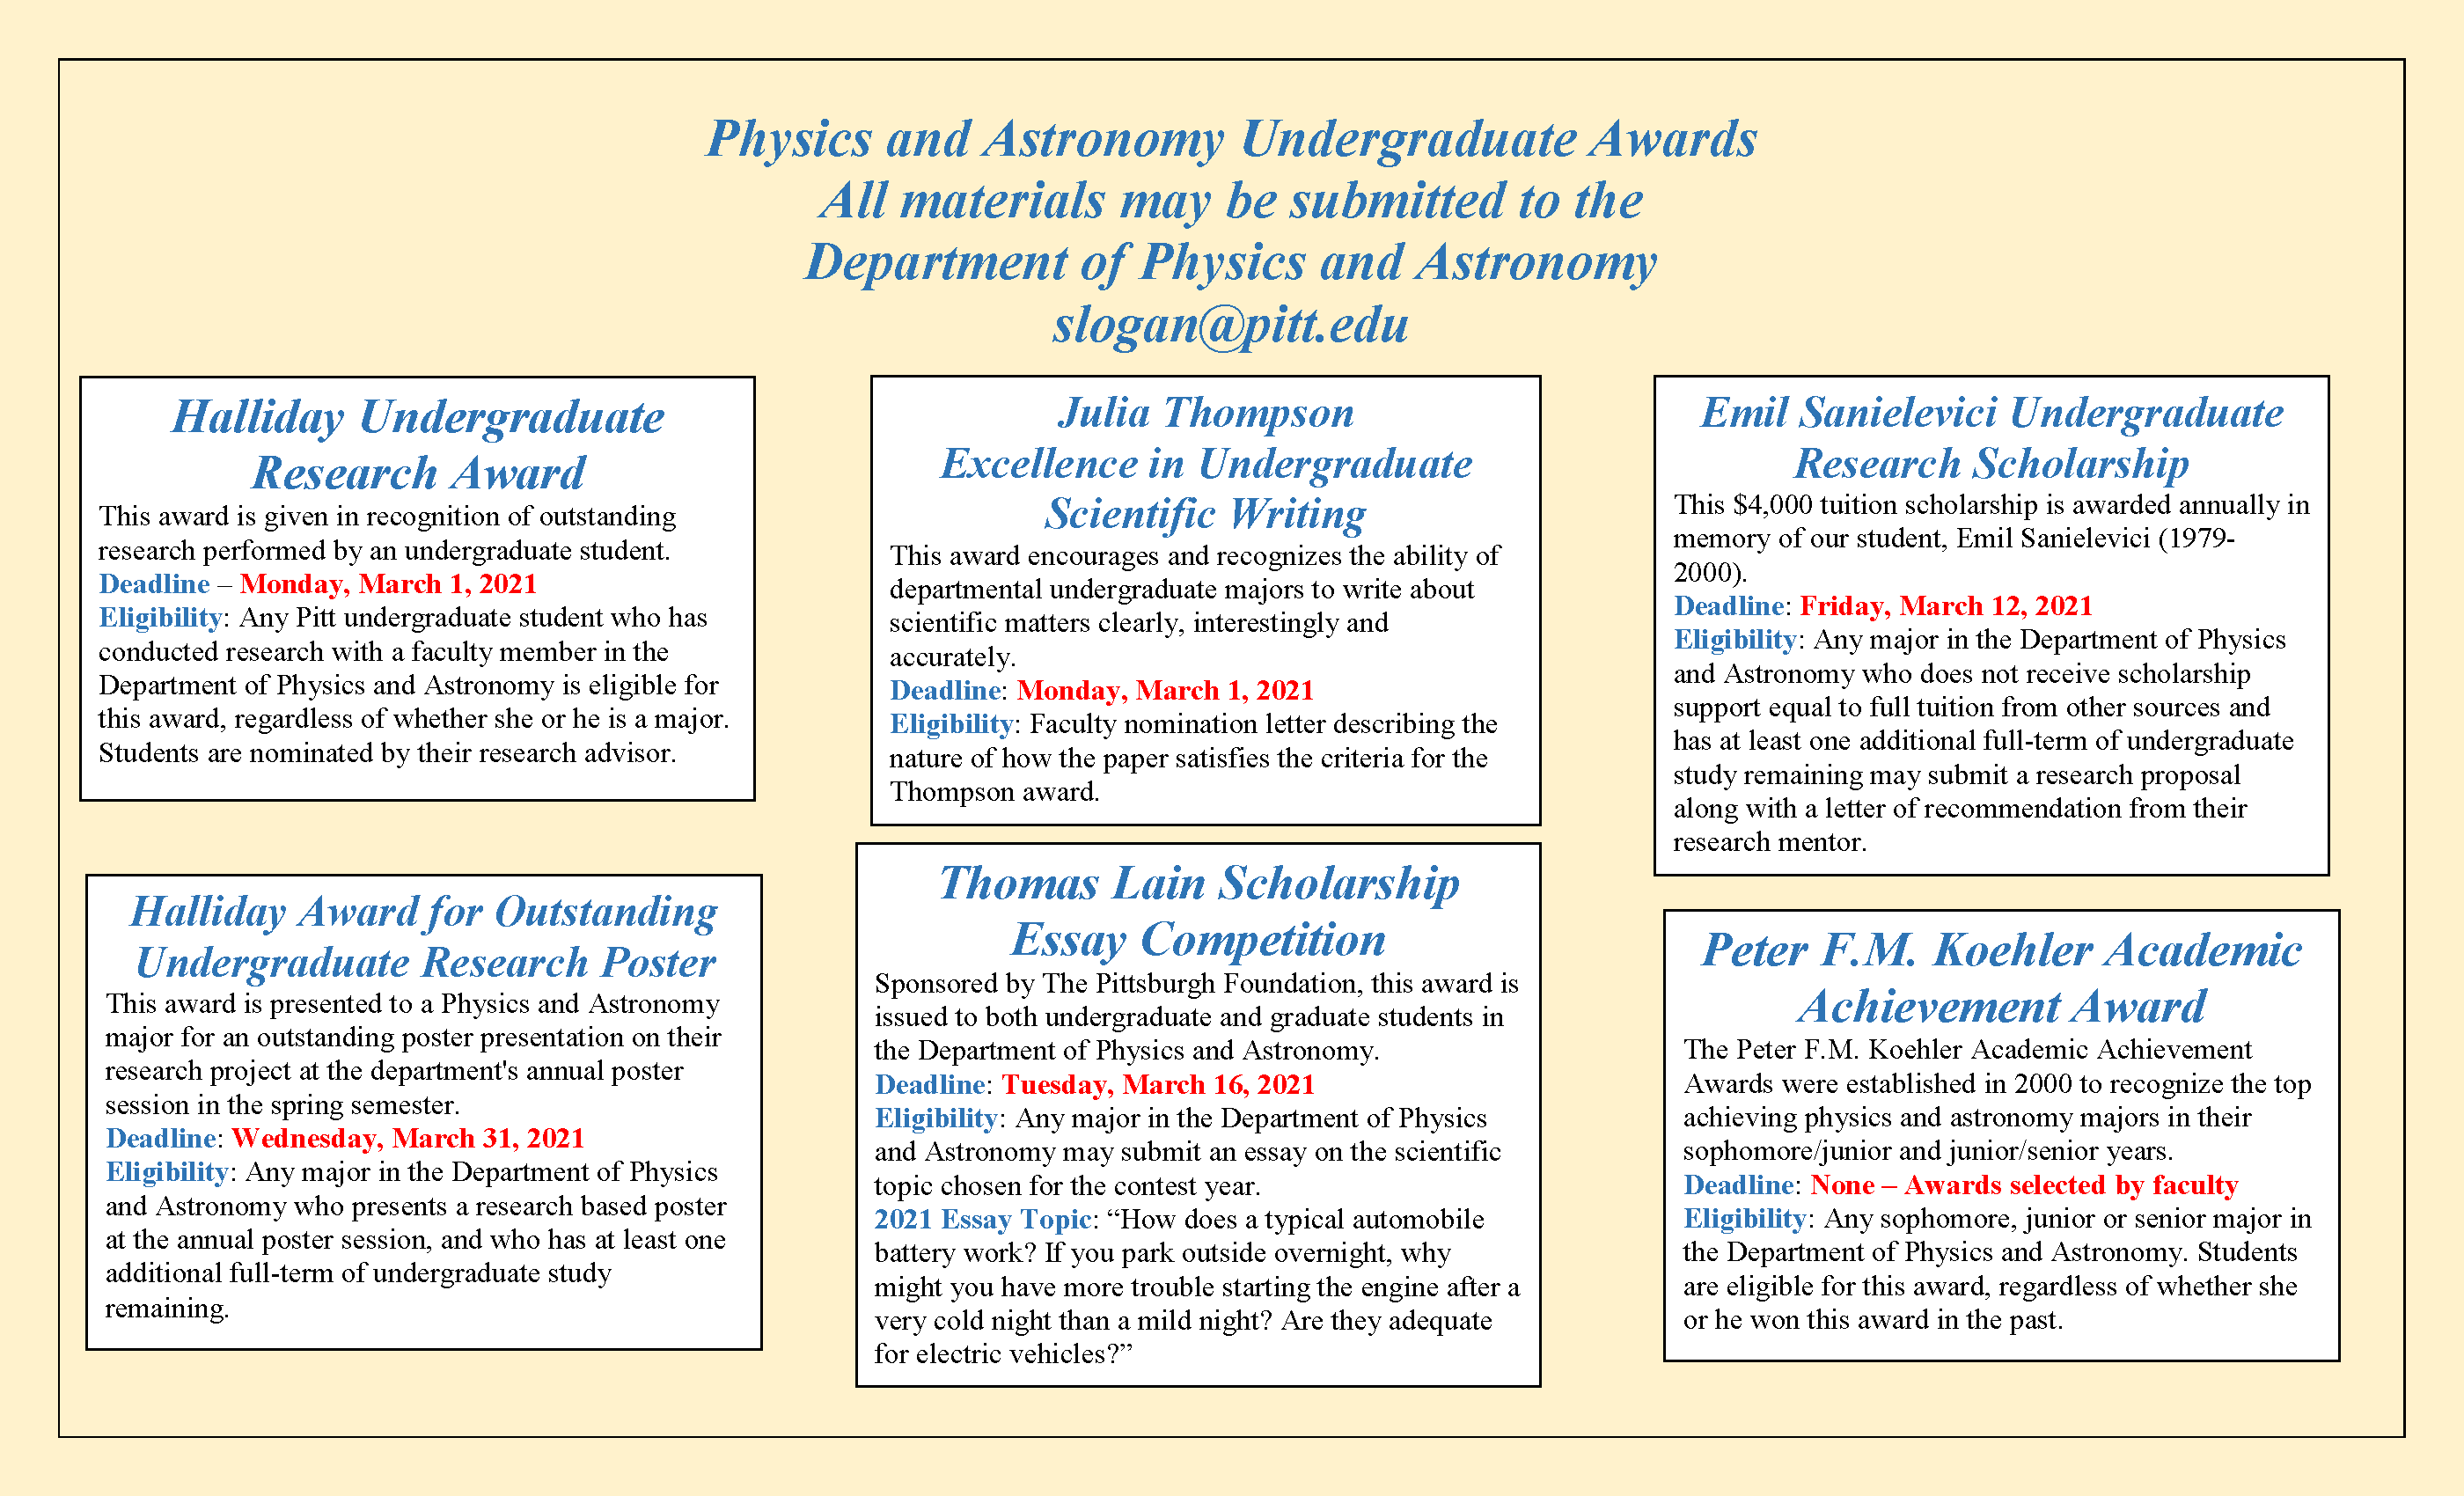 Physics and Astronomy Undergraduate Awards
All materials may be submitted to the
Department of Physics and Astronomy
slogan@pitt.edu
Halliday Undergraduate
Research Award
This award is given in recognition of outstanding
research performed by an undergraduate student.
Deadline – Monday, March 1, 2021
Eligibility: Any Pitt undergraduate student who has
conducted research with a faculty member in the
Department of Physics and Astronomy is eligible for
this award, regardless of whether she or he is a major.
Students are nominated by their research advisor.
Julia Thompson
Excellence in Undergraduate
Scientific Writing
This award encourages and recognizes the ability of
departmental undergraduate majors to write about
scientific matters clearly, interestingly and
accurately.
Deadline: Monday, March 1, 2021
Eligibility: Faculty nomination letter describing the
nature of how the paper satisfies the criteria for the
Thompson award.
Emil Sanielevici Undergraduate
Research Scholarship
This $4,000 tuition scholarship is awarded annually in
memory of our student, Emil Sanielevici (1979-
2000).
Deadline: Friday, March 12, 2021
Eligibility: Any major in the Department of Physics
and Astronomy who does not receive scholarship
support equal to full tuition from other sources and
has at least one additional full-term of undergraduate
study remaining may submit a research proposal
along with a letter of recommendation from their
research mentor.
Halliday Award for Outstanding
Undergraduate Research Poster
This award is presented to a Physics and Astronomy
major for an outstanding poster presentation on their
research project at the department's annual poster
session in the spring semester.
Deadline: Wednesday, March 31, 2021
Eligibility: Any major in the Department of Physics
and Astronomy who presents a research based poster
at the annual poster session, and who has at least one
additional full-term of undergraduate study
remaining.
Thomas Lain Scholarship
Essay Competition
Sponsored by The Pittsburgh Foundation, this award is
issued to both undergraduate and graduate students in
the Department of Physics and Astronomy.
Deadline: Tuesday, March 16, 2021
Eligibility: Any major in the Department of Physics
and Astronomy may submit an essay on the scientific
topic chosen for the contest year.
2021 Essay Topic: “How does a typical automobile
battery work? If you park outside overnight, why
might you have more trouble starting the engine after a
very cold night than a mild night? Are they adequate
for electric vehicles?”
Peter F.M. Koehler Academic
Achievement Award
The Peter F.M. Koehler Academic Achievement
Awards were established in 2000 to recognize the top
achieving physics and astronomy majors in their
sophomore/junior and junior/senior years.
Deadline: None – Awards selected by faculty
Eligibility: Any sophomore, junior or senior major in
the Department of Physics and Astronomy. Students
are eligible for this award, regardless of whether she
or he won this award in the past.